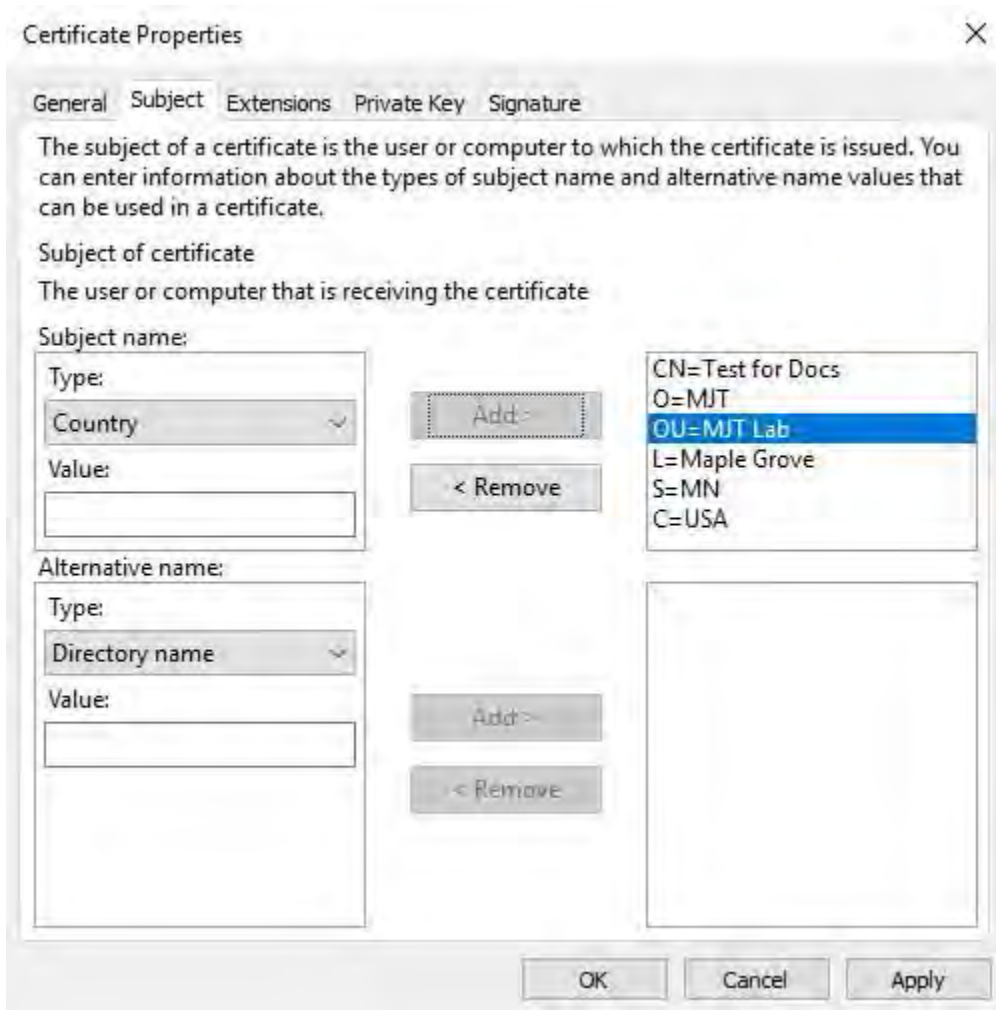 Certificate Properties
General Subject Extensions Private Key Signature
The subject of a certificate is the user or computer to which the certificate is issued. You
can enter information about the types of subject name and alternative name values that
can be used in a certificate.
Subject of certificate
The user or computer that is receiving the certificate
Subject name:
Type:
Country
Value:
Add >
< Remove
CN=Test for Docs
O=MJT
OU=MJT Lab
L=Maple Grove
S=MN
C=USA
Alternative name:
Type:
Directory name
Value:
Add >
< Remove
OK Cancel Apply